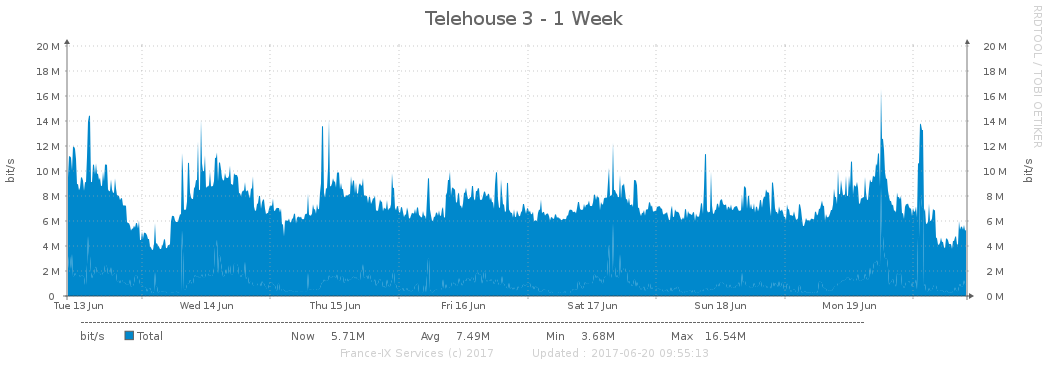 Telehouse 3 - 1 Week
RRDTOOL / TOBI OETIKER
bit/s
bit/s
20 M 20 M
18 M 18 M
16 M 16 M
14 M 14 M
12 M 12 M
10 M 10 M
8 M 8 M
6 M 6 M
4 M 4 M
2 M 2 M
0 0 M
Tue 13 Jun Wed 14 Jun Thu 15 Jun Fri 16 Jun Sat 17 Jun Sun 18 Jun Mon 19 Jun
bit/s Total Now 5.71M Avg 7.49M Min 3.68M Max 16.54M
France-IX Services (c) 2017 Updated : 2017-06-20 09:55:13